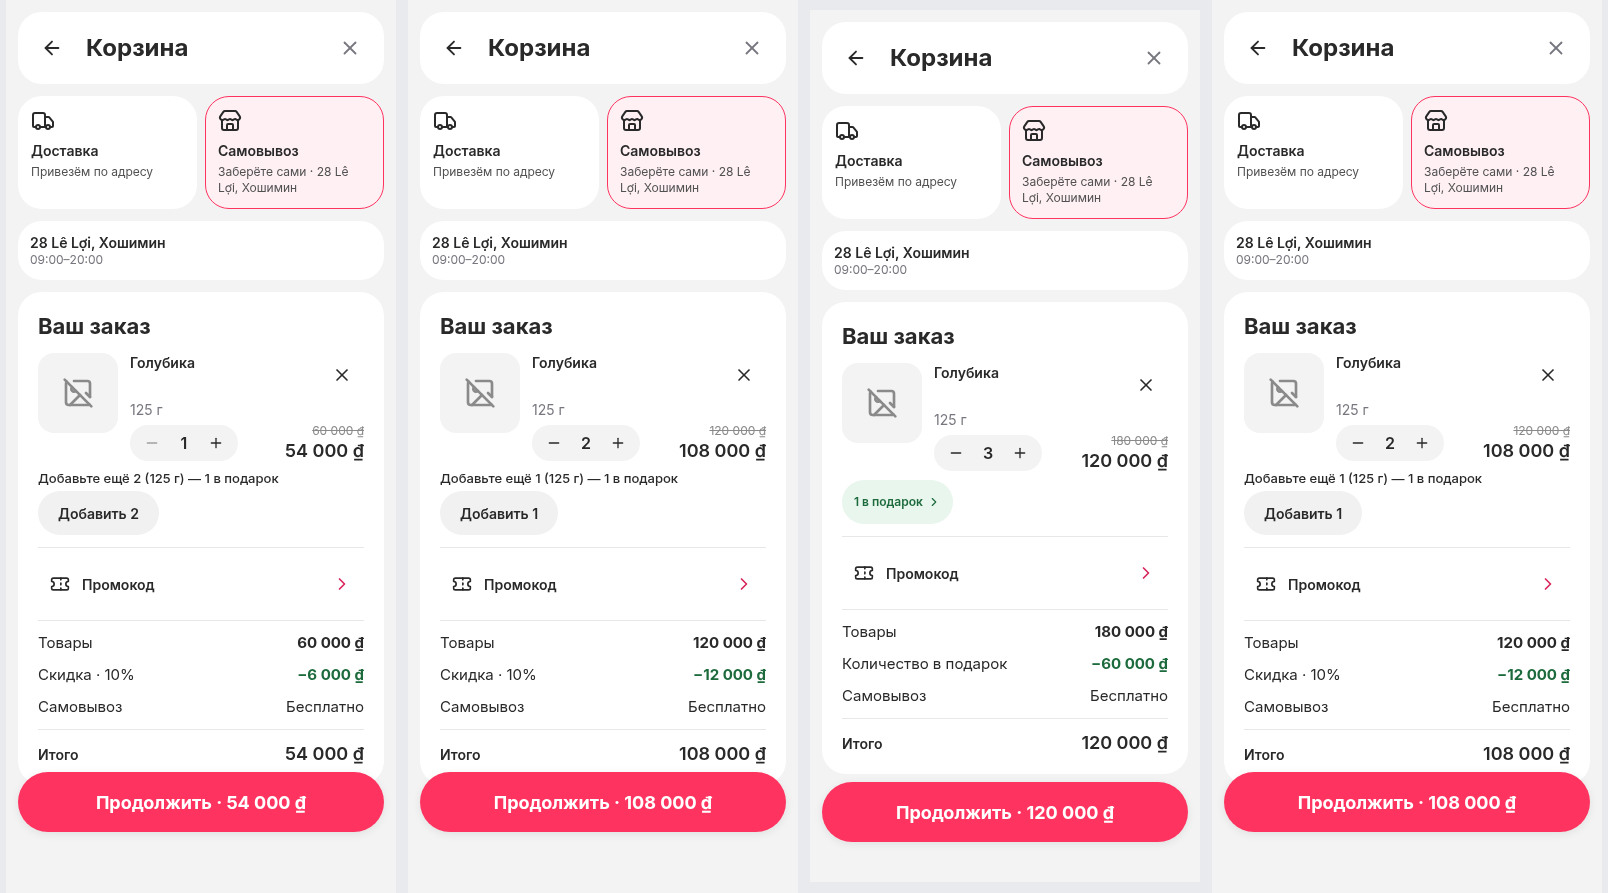 Корзина
Доставка
Привезём по адресу
Самовывоз
Заберёте сами · 28 Lê
Lợi, Хошимин
28 Lê Lợi, Хошимин
09:00–20:00
Ваш заказ
Голубика
125 г
60 000 ₫
1
54 000 ₫
Добавьте ещё 2 (125 г) — 1 в подарок
Добавить 2
Промокод
Товары 60 000 ₫
Скидка · 10% −6 000 ₫
Самовывоз Бесплатно
Итого 54 000 ₫
Продолжить · 54 000 ₫
Корзина
Доставка
Привезём по адресу
Самовывоз
Заберёте сами · 28 Lê
Lợi, Хошимин
28 Lê Lợi, Хошимин
09:00–20:00
Ваш заказ
Голубика
125 г
120 000 ₫
2
108 000 ₫
Добавьте ещё 1 (125 г) — 1 в подарок
Добавить 1
Промокод
Товары 120 000 ₫
Скидка · 10% −12 000 ₫
Самовывоз Бесплатно
Итого 108 000 ₫
Продолжить · 108 000 ₫
Корзина
Доставка
Привезём по адресу
Самовывоз
Заберёте сами · 28 Lê
Lợi, Хошимин
28 Lê Lợi, Хошимин
09:00–20:00
Ваш заказ
Голубика
125 г
180 000 ₫
3
120 000 ₫
1 в подарок
Промокод
Товары 180 000 ₫
Количество в подарок −60 000 ₫
Самовывоз Бесплатно
Итого 120 000 ₫
Продолжить · 120 000 ₫
Корзина
Доставка
Привезём по адресу
Самовывоз
Заберёте сами · 28 Lê
Lợi, Хошимин
28 Lê Lợi, Хошимин
09:00–20:00
Ваш заказ
Голубика
125 г
120 000 ₫
2
108 000 ₫
Добавьте ещё 1 (125 г) — 1 в подарок
Добавить 1
Промокод
Товары 120 000 ₫
Скидка · 10% −12 000 ₫
Самовывоз Бесплатно
Итого 108 000 ₫
Продолжить · 108 000 ₫